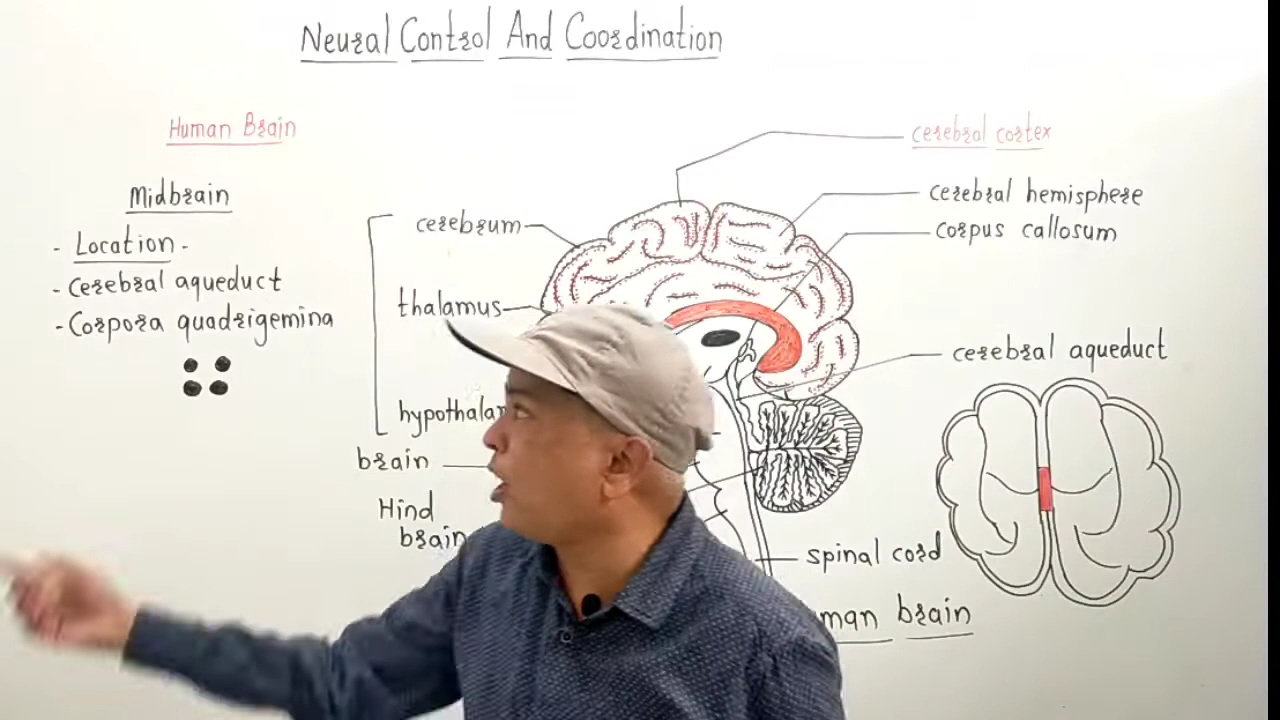 Neural Control And Coordination
Human Brain
Midbrain
- Location -
- Cerebral aqueduct
- Corpora quadrigemina
cerebrum
thalamus
brain
Hind
brain
cerebral cortex
cerebral hemisphere
corpus callosum
cerebral aqueduct
spinal cord
brain